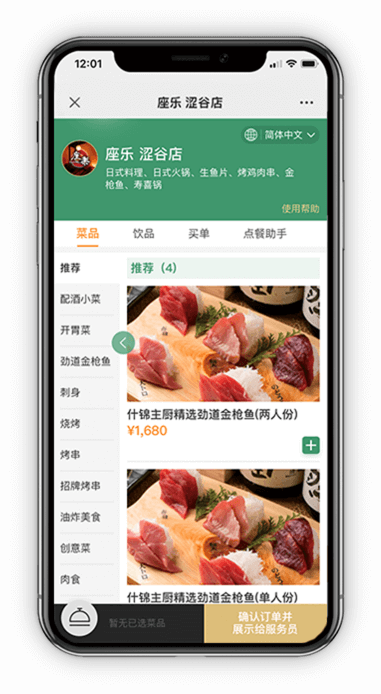 12:01
座乐 涩谷店
简体中文
座乐 涩谷店
日式料理、日式火锅、生鱼片、烤鸡肉串、金
枪鱼、寿喜锅
使用帮助
菜品 饮品 买单 点餐助手
推荐
配酒小菜
开胃菜
劲道金枪鱼
刺身
烧烤
烤串
招牌烤串
油炸美食
创意菜
肉食
推荐（4）
什锦主厨精选劲道金枪鱼(两人份)
¥1,680
什锦主厨精选劲道金枪鱼(单人份)
暂无已选菜品
确认订单并
展示给服务员